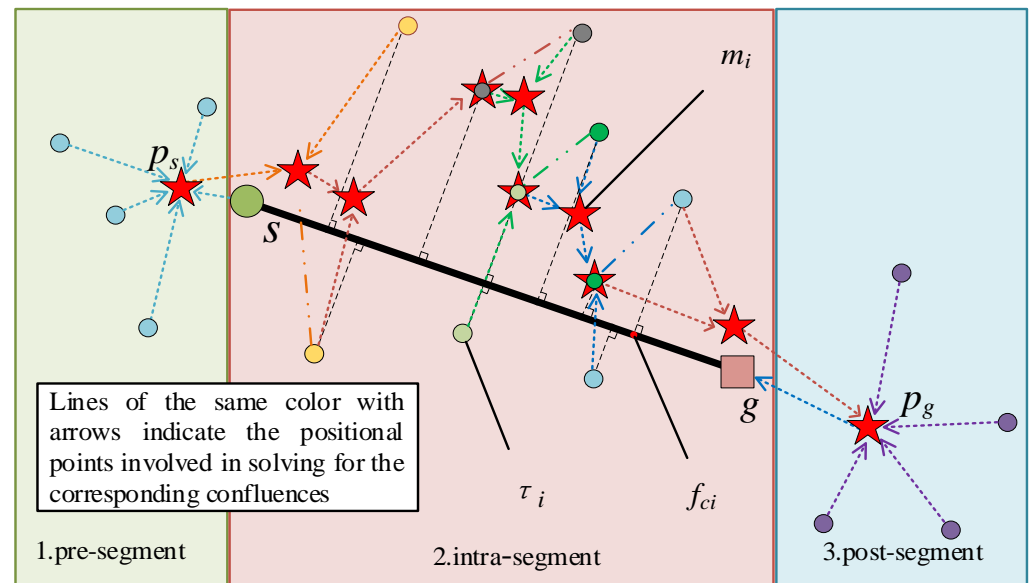 m_i
p_s
s
g
p_g
Lines of the same color with
arrows indicate the positional
points involved in solving for the
corresponding confluences
τ_i
f_ci
1.pre-segment
2.intra-segment
3.post-segment